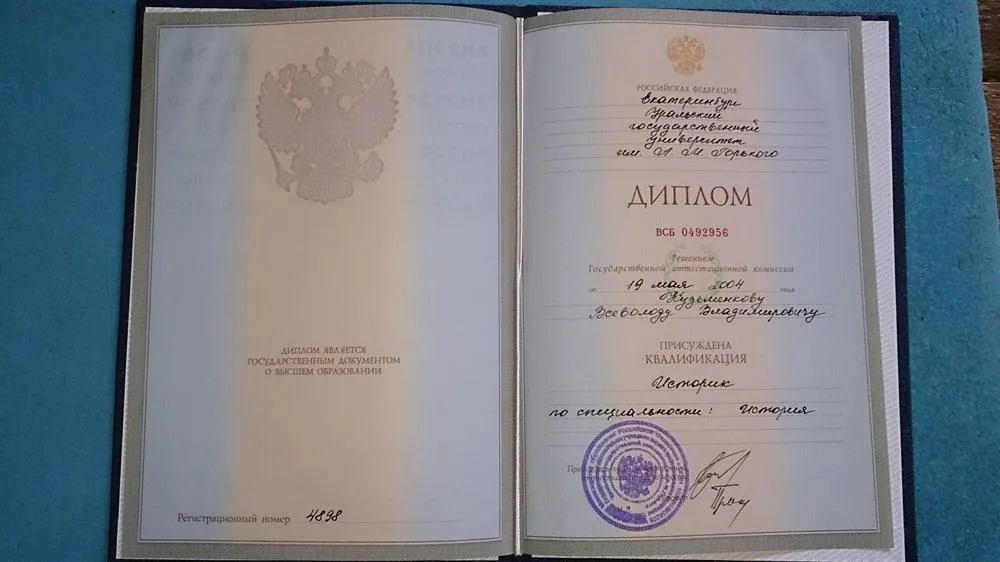 ДИПЛОМ ЯВЛЯЕТСЯ
ГОСУДАРСТВЕННЫМ ДОКУМЕНТОМ
О ВЫСШЕМ ОБРАЗОВАНИИ
Регистрационный номер 4898
РОССИЙСКАЯ ФЕДЕРАЦИЯ
Екатеринбург
Уральский
государственный
университет
им. А. М. Горького
ДИПЛОМ
ВСБ 0492956
Решением
Государственной аттестационной комиссии
от 19 мая 2004 года
Кузьменкову
Всеволоду Владимировичу
ПРИСУЖДЕНА
КВАЛИФИКАЦИЯ
Историк
по специальности: История